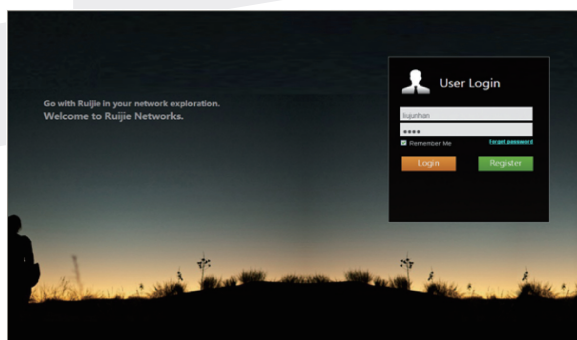 Go with Ruijie in your network exploration.
Welcome to Ruijie Networks.
User Login
liujunhan
••••
Remember Me
Forgot password
Login
Register